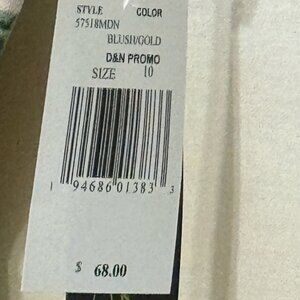 STYLE COLOR
57518MDN
BLUSH/GOLD
D&N PROMO
SIZE 10
1 94686 01383 3
$ 68.00